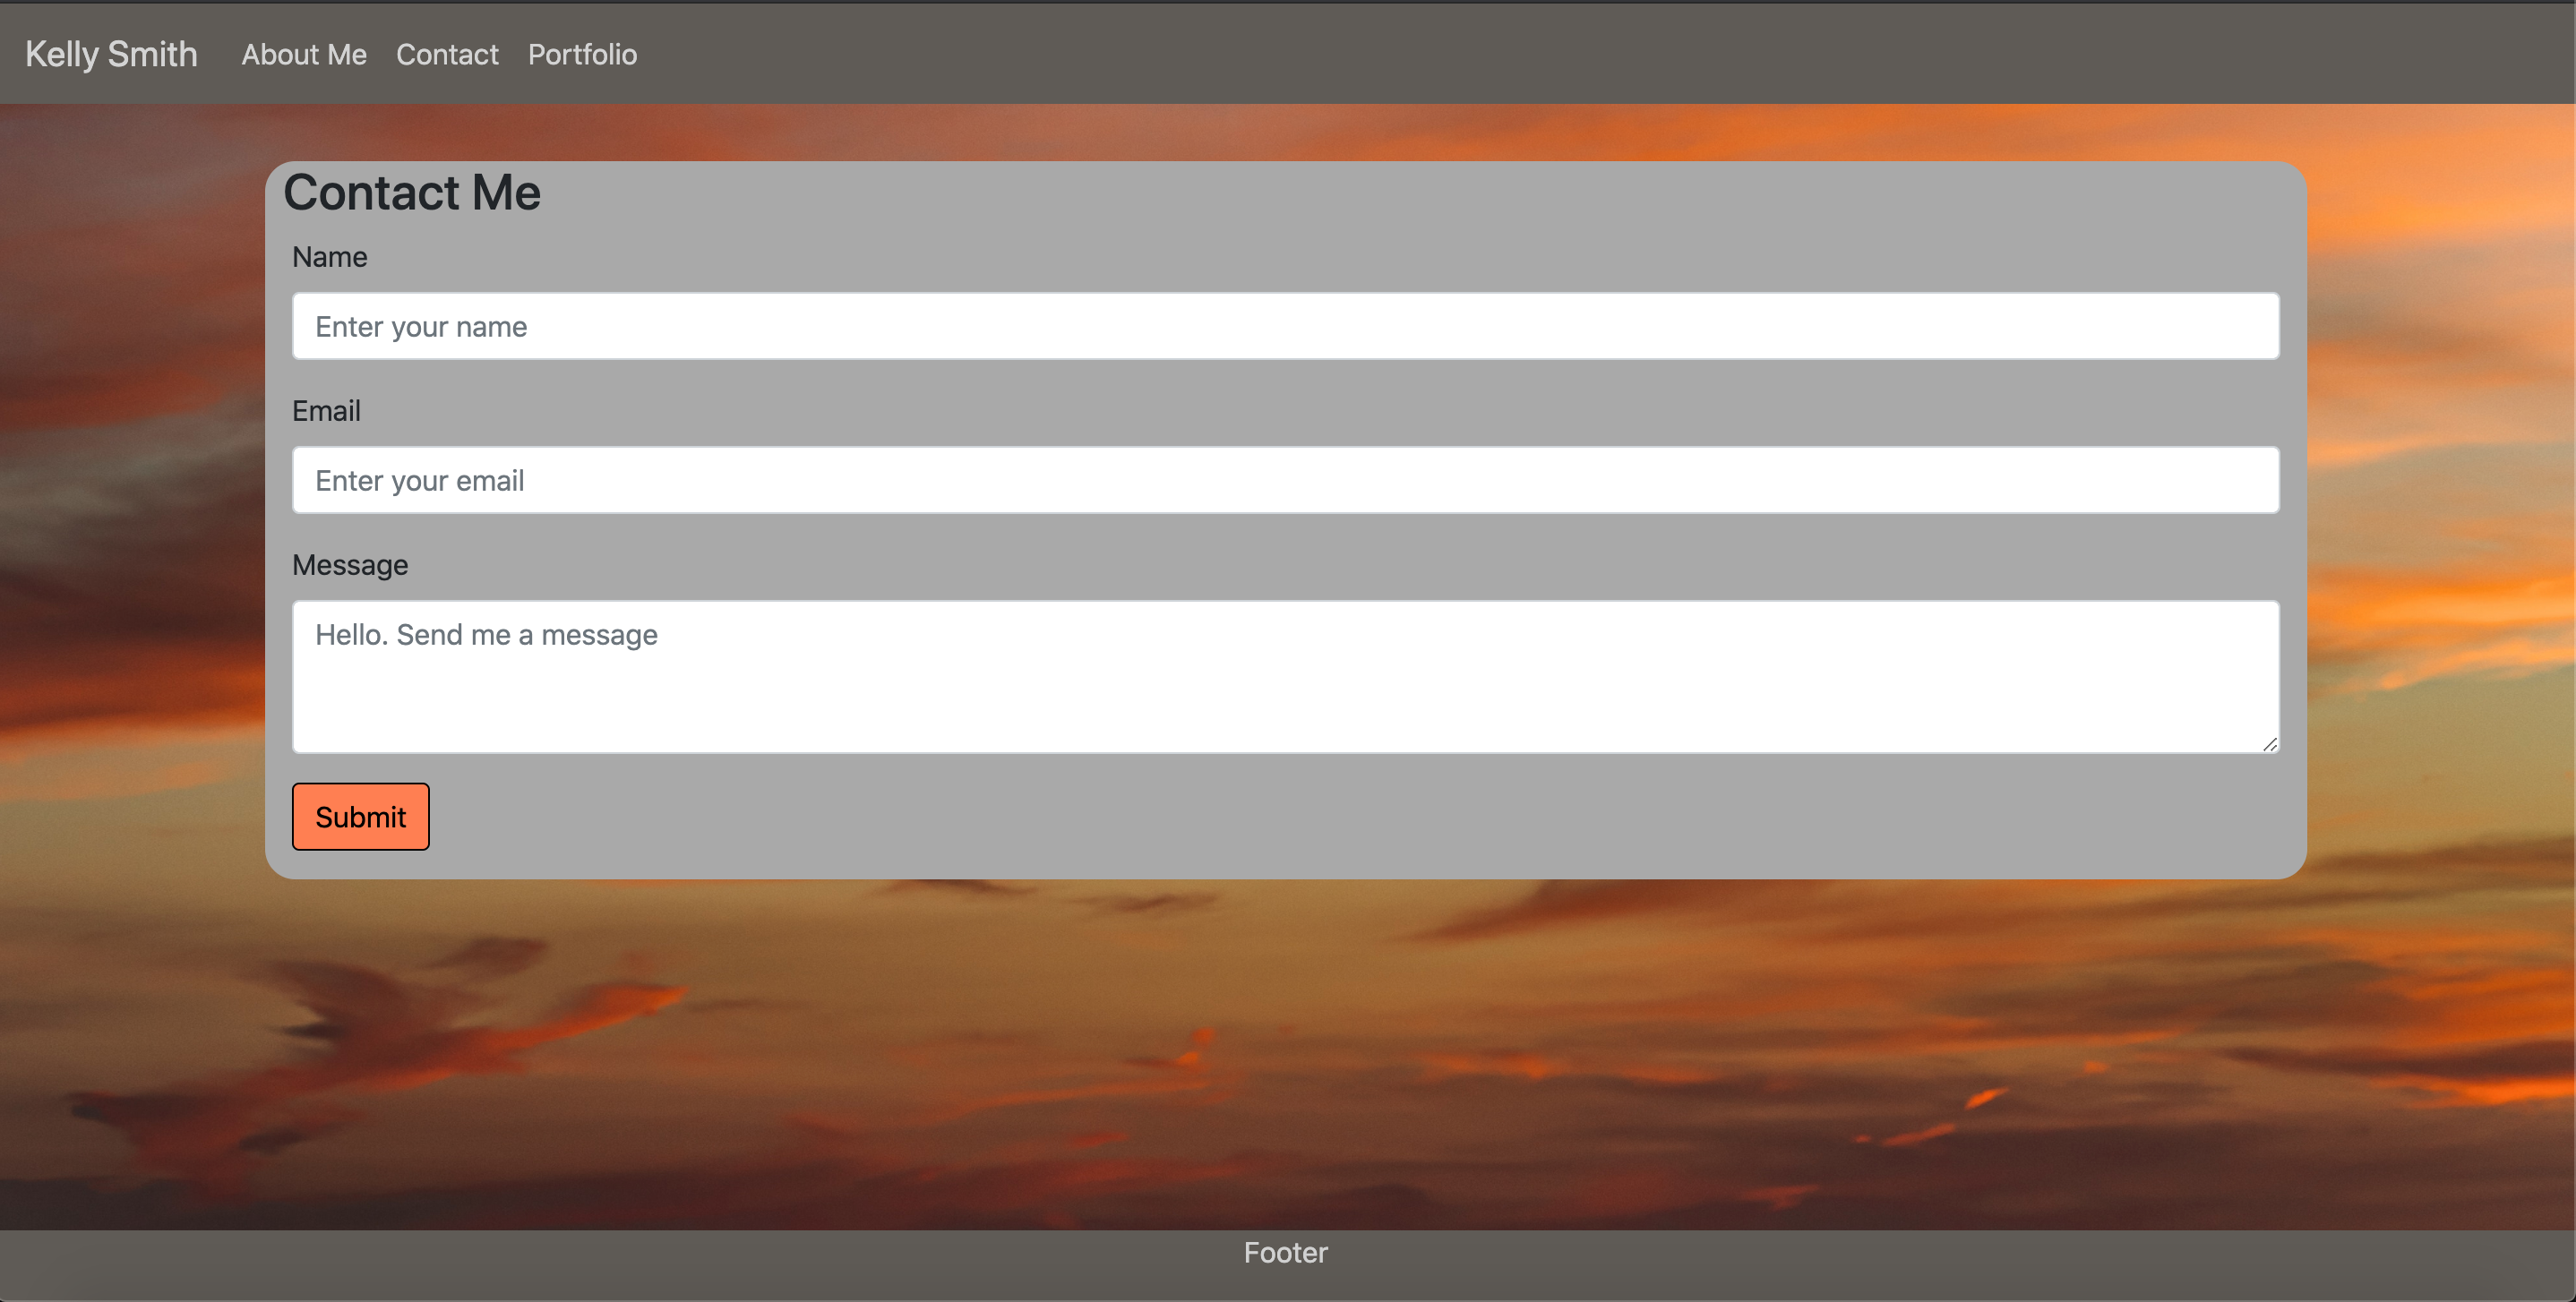 Kelly Smith About Me Contact Portfolio
Contact Me
Name
Enter your name
Email
Enter your email
Message
Hello. Send me a message
Submit
Footer